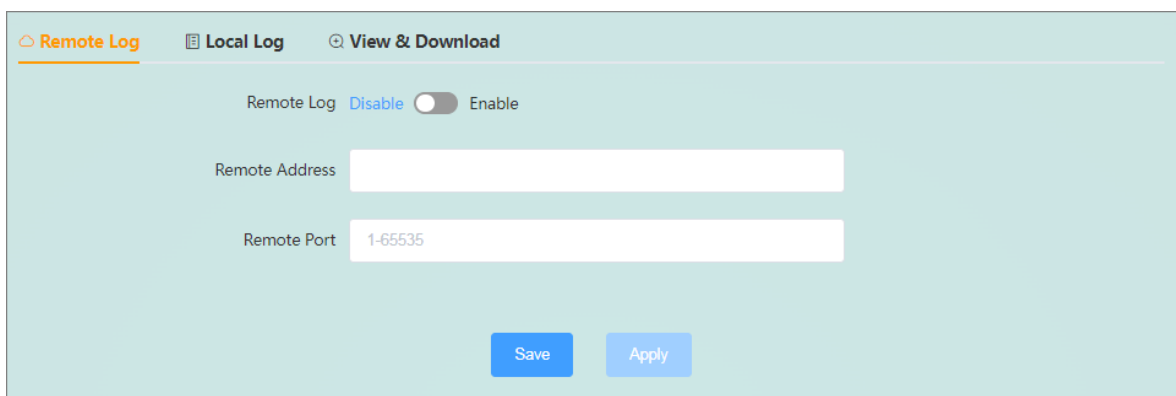 Remote Log Local Log View & Download
Remote Log Disable Enable
Remote Address
Remote Port 1-65535
Save Apply